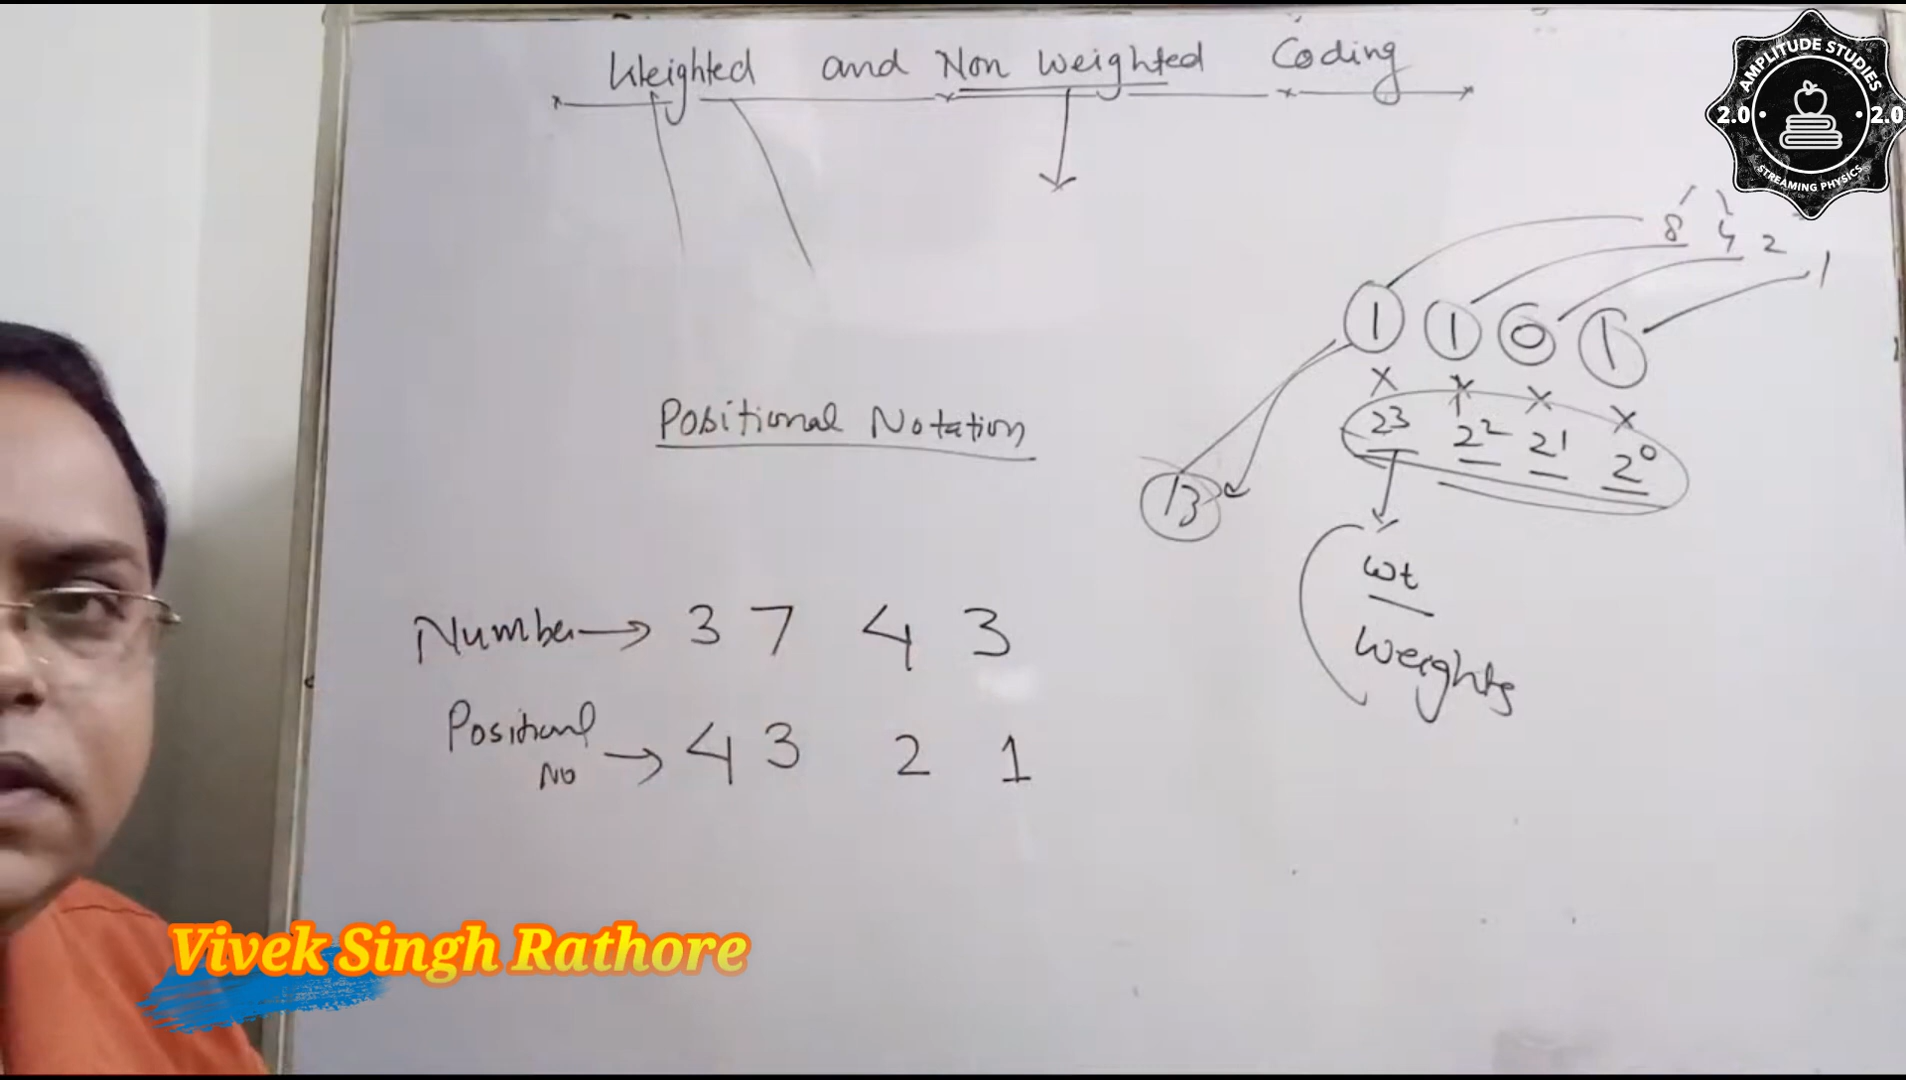 Weighted and Non Weighted Coding
AMPLITUDE STUDIES
2.0 2.0
STREAMING PHYSICS
8 4 2 1
1 1 0 1
x x x x
2³ 2² 2¹ 2⁰
Positional Notation
13
wt
Weights
Number → 3 7 4 3
Positional
No → 4 3 2 1
Vivek Singh Rathore